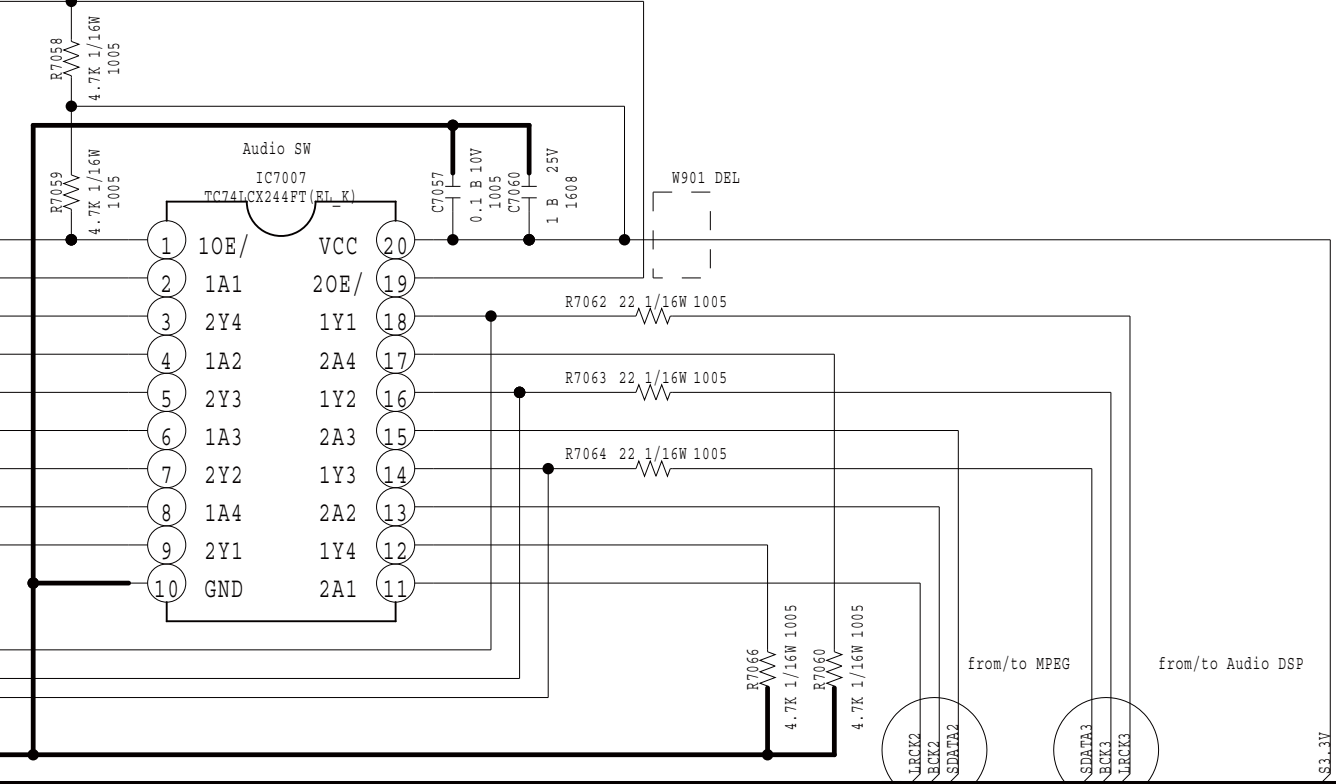 R7058
4.7K 1/16W
1005
R7059
4.7K 1/16W
1005
Audio SW
IC7007
TC74LCX244FT(EL_K)
C7057
0.1 B 10V
1005
C7060
1 B 25V
1608
W901 DEL
1 1OE/ VCC 20
2 1A1 2OE/ 19
3 2Y4 1Y1 18
4 1A2 2A4 17
5 2Y3 1Y2 16
6 1A3 2A3 15
7 2Y2 1Y3 14
8 1A4 2A2 13
9 2Y1 1Y4 12
10 GND 2A1 11
R7062 22 1/16W 1005
R7063 22 1/16W 1005
R7064 22 1/16W 1005
R7066
4.7K 1/16W 1005
R7060
4.7K 1/16W 1005
from/to MPEG
from/to Audio DSP
LRCK2
BCK2
SDATA2
SDATA3
BCK3
LRCK3
S3.3V